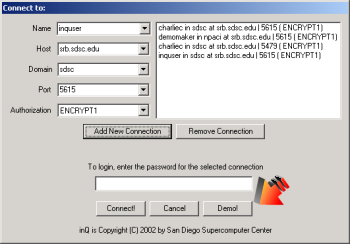 Connect to:
Name inquser
Host srb.sdsc.edu
Domain sdsc
Port 5615
Authorization ENCRYPT1
charliec in sdsc at srb.sdsc.edu | 5615 ( ENCRYPT1)
demomaker in npaci at srb.sdsc.edu | 5615 ( ENCRYPT1)
charliec in sdsc at srb.sdsc.edu | 5479 ( ENCRYPT1)
inquser in sdsc at srb.sdsc.edu | 5615 ( ENCRYPT1)
Add New Connection Remove Connection
To login, enter the password for the selected connection
Connect! Cancel Demo!
inQ is Copyright (C) 2002 by San Diego Supercomputer Center